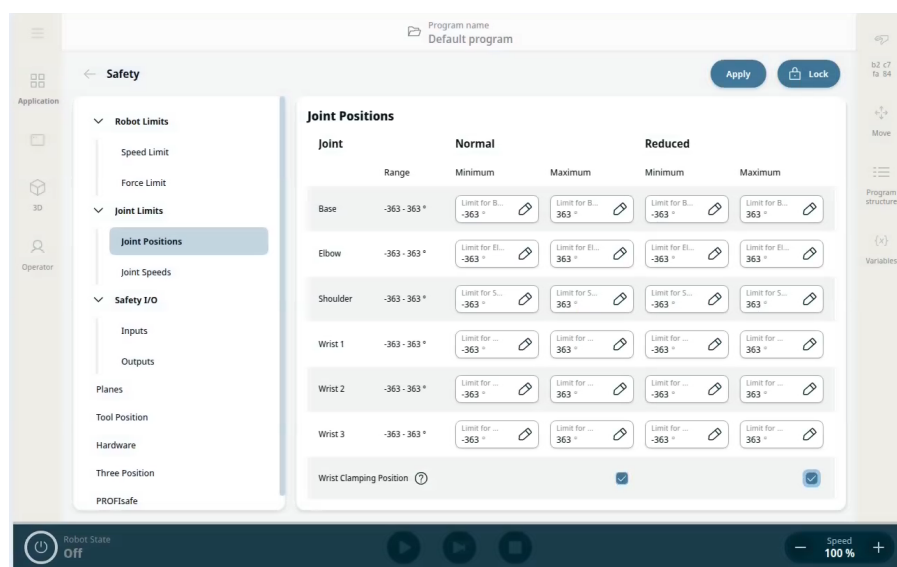 Program name
Default program
Safety
Apply
Lock
b2 c7
fa 84
Application
3D
Operator
Move
Program
structure
{x}
Variables
Robot Limits
Speed Limit
Force Limit
Joint Limits
Joint Positions
Joint Speeds
Safety I/O
Inputs
Outputs
Planes
Tool Position
Hardware
Three Position
PROFIsafe
Joint Positions
Joint Normal Reduced
Range Minimum Maximum Minimum Maximum
Limit for B... Limit for B... Limit for B... Limit for B...
Base -363 - 363 ° -363 ° 363 ° -363 ° 363 °
Limit for El... Limit for El... Limit for El... Limit for El...
Elbow -363 - 363 ° -363 ° 363 ° -363 ° 363 °
Limit for S... Limit for S... Limit for S... Limit for S...
Shoulder -363 - 363 ° -363 ° 363 ° -363 ° 363 °
Limit for ... Limit for ... Limit for ... Limit for ...
Wrist 1 -363 - 363 ° -363 ° 363 ° -363 ° 363 °
Limit for ... Limit for ... Limit for ... Limit for ...
Wrist 2 -363 - 363 ° -363 ° 363 ° -363 ° 363 °
Limit for ... Limit for ... Limit for ... Limit for ...
Wrist 3 -363 - 363 ° -363 ° 363 ° -363 ° 363 °
Wrist Clamping Position ?
Robot State
Off
Speed
100 %